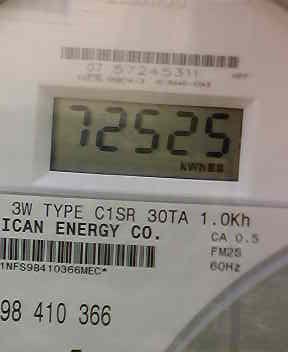 07 57245311
72525
kWhES
3W TYPE C1SR 30TA 1.0Kh
ICAN ENERGY CO.
CA 0.5
FM2S
1NFS98410366MEC*
60Hz
98 410 366